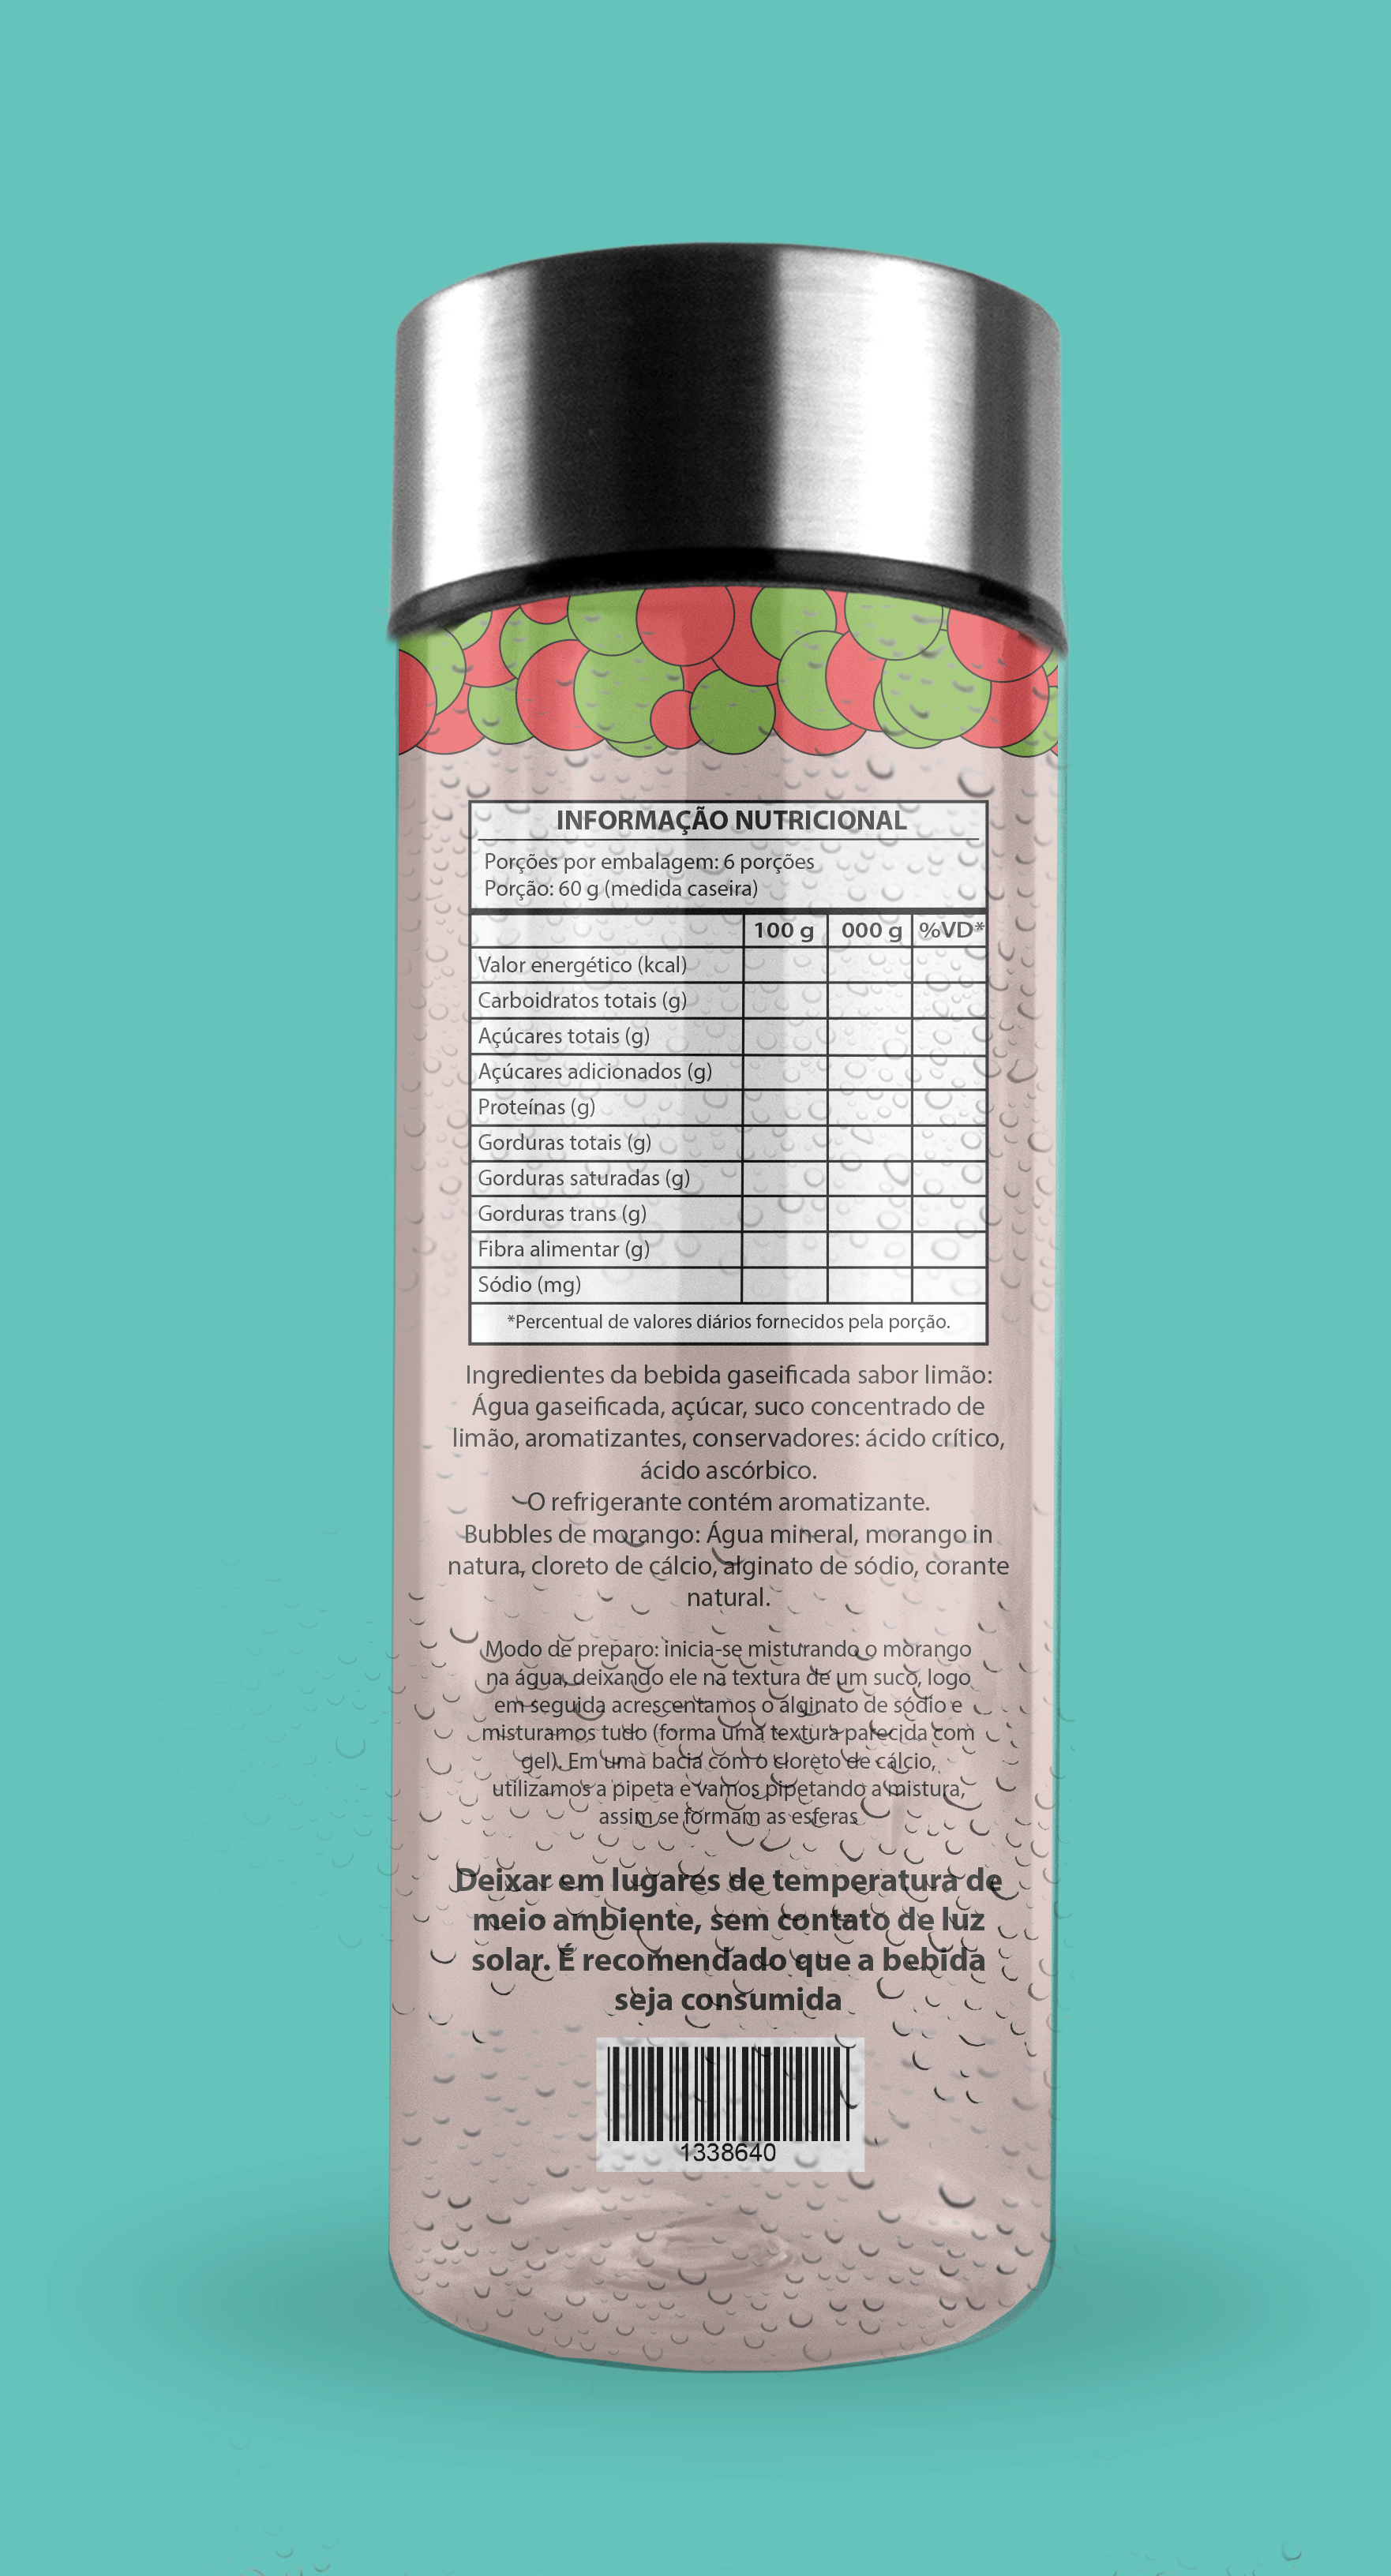 INFORMAÇÃO NUTRICIONAL
Porções por embalagem: 6 porções
Porção: 60 g (medida caseira)
100 g 000 g %VD*
Valor energético (kcal)
Carboidratos totais (g)
Açúcares totais (g)
Açúcares adicionados (g)
Proteínas (g)
Gorduras totais (g)
Gorduras saturadas (g)
Gorduras trans (g)
Fibra alimentar (g)
Sódio (mg)
*Percentual de valores diários fornecidos pela porção.
Ingredientes da bebida gaseificada sabor limão:
Água gaseificada, açúcar, suco concentrado de
limão, aromatizantes, conservadores: ácido crítico,
ácido ascórbico.
O refrigerante contém aromatizante.
Bubbles de morango: Água mineral, morango in
natura, cloreto de cálcio, alginato de sódio, corante
natural.
Modo de preparo: inicia-se misturando o morango
na água, deixando ele na textura de um suco, logo
em seguida acrescentamos o alginato de sódio e
misturamos tudo (forma uma textura parecida com
gel). Em uma bacia com o cloreto de cálcio,
utilizamos a pipeta e vamos pipetando a mistura,
assim se formam as esferas
Deixar em lugares de temperatura de
meio ambiente, sem contato de luz
solar. É recomendado que a bebida
seja consumida
1338640